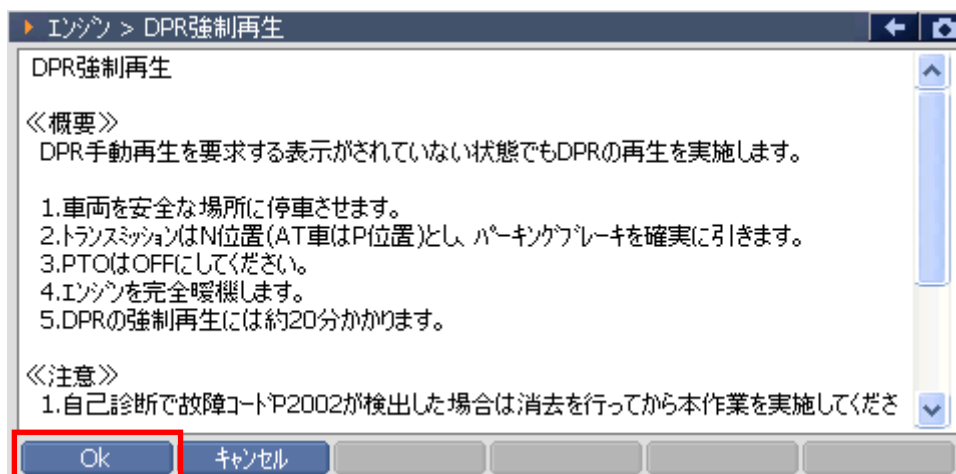 エンジン > DPR強制再生
DPR強制再生
≪概要≫
DPR手動再生を要求する表示がされていない状態でもDPRの再生を実施します。
1.車両を安全な場所に停車させます。
2.トランスミッションはN位置(AT車はP位置)とし、パーキングブレーキを確実に引きます。
3.PTOはOFFにしてください。
4.エンジンを完全暖機します。
5.DPRの強制再生には約20分かかります。
≪注意≫
1.自己診断で故障コードP2002が検出した場合は消去を行ってから本作業を実施してくださ
Ok キャンセル